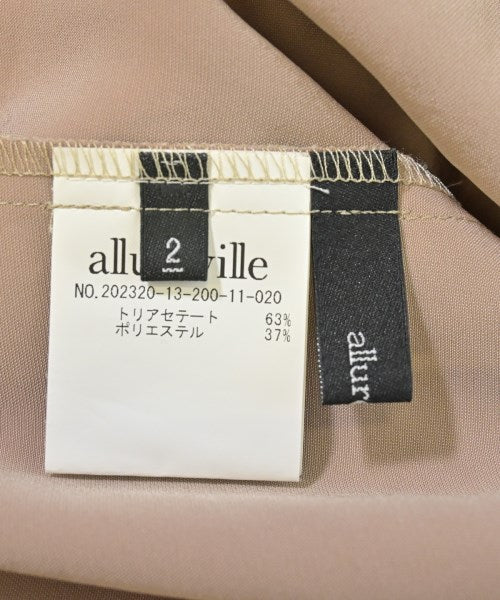 2
allu ville
NO.202320-13-200-11-020
トリアセテート 63%
ポリエステル 37%
allur